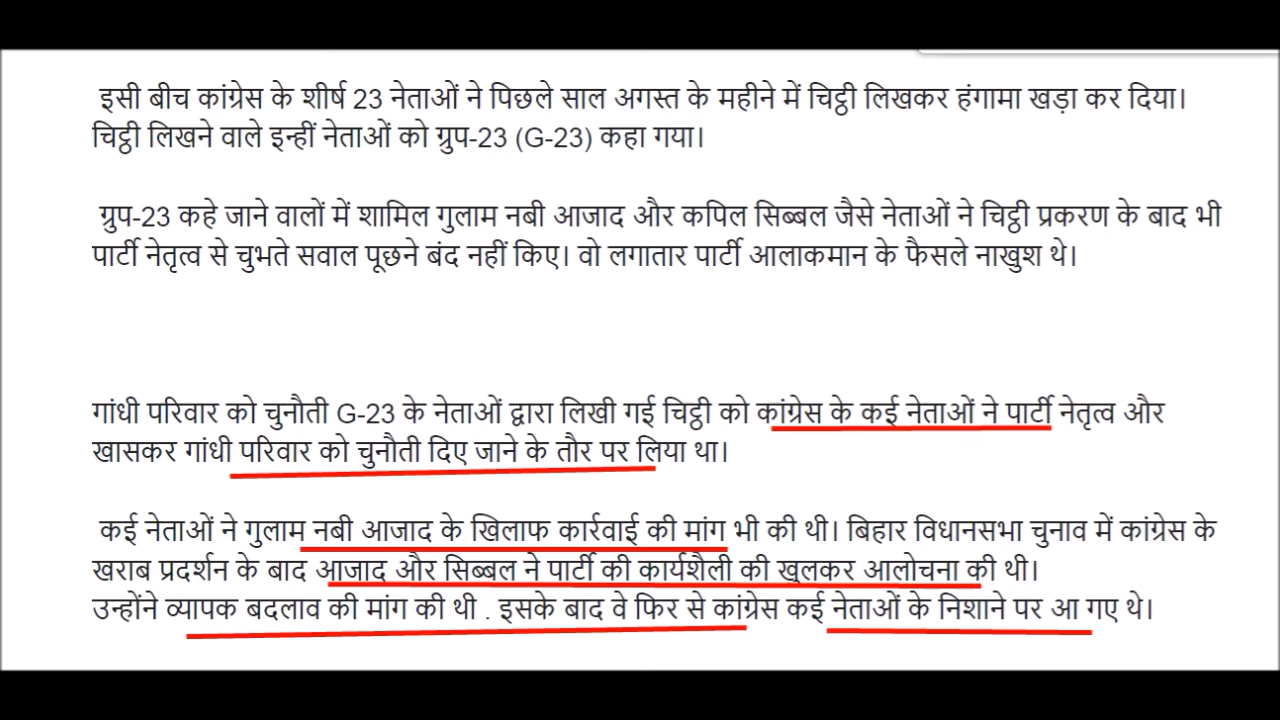 इसी बीच कांग्रेस के शीर्ष 23 नेताओं ने पिछले साल अगस्त के महीने में चिट्ठी लिखकर हंगामा खड़ा कर दिया।
चिट्ठी लिखने वाले इन्हीं नेताओं को ग्रुप-23 (G-23) कहा गया।
ग्रुप-23 कहे जाने वालों में शामिल गुलाम नबी आजाद और कपिल सिब्बल जैसे नेताओं ने चिट्ठी प्रकरण के बाद भी
पार्टी नेतृत्व से चुभते सवाल पूछने बंद नहीं किए। वो लगातार पार्टी आलाकमान के फैसले नाखुश थे।
गांधी परिवार को चुनौती G-23 के नेताओं द्वारा लिखी गई चिट्ठी को कांग्रेस के कई नेताओं ने पार्टी नेतृत्व और
खासकर गांधी परिवार को चुनौती दिए जाने के तौर पर लिया था।
कई नेताओं ने गुलाम नबी आजाद के खिलाफ कार्रवाई की मांग भी की थी। बिहार विधानसभा चुनाव में कांग्रेस के
खराब प्रदर्शन के बाद आजाद और सिब्बल ने पार्टी की कार्यशैली की खुलकर आलोचना की थी।
उन्होंने व्यापक बदलाव की मांग की थी . इसके बाद वे फिर से कांग्रेस कई नेताओं के निशाने पर आ गए थे।